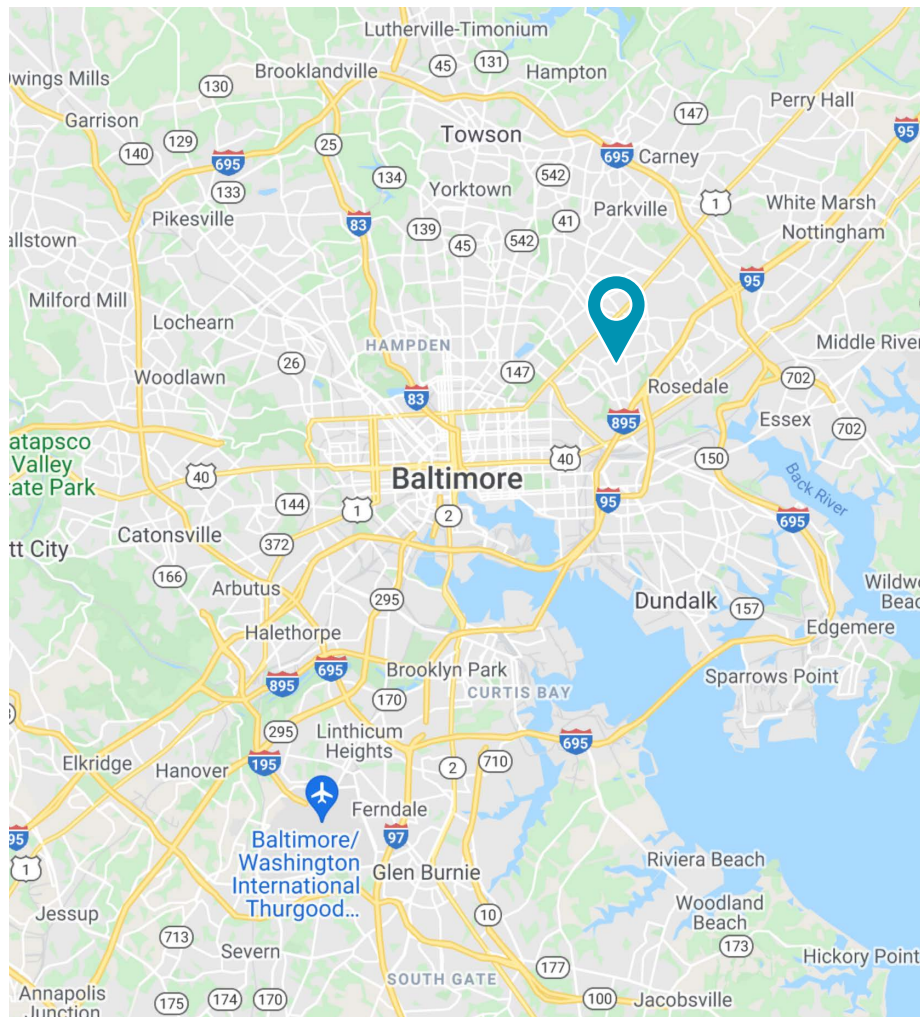 Lutherville-Timonium
45
131
Owings Mills
Brooklandville
Hampton
130
Perry Hall
147
Garrison
Towson
95
129
25
140
695
695
Carney
134
542
133
Yorktown
1
White Marsh
Pikesville
83
Parkville
41
139
542
45
Nottingham
allstown
95
Milford Mill
Lochearn
HAMPDEN
Middle River
26
147
Woodlawn
702
Rosedale
83
895
Essex
702
atapsco
Valley
ate Park
150
40
40
Baltimore
Back River
95
144
1
2
695
Catonsville
372
tt City
166
Wildwo
Beac
Arbutus
295
Dundalk
157
Edgemere
Halethorpe
695
Brooklyn Park
895
Sparrows Point
170
CURTIS BAY
295
Linthicum
Heights
695
195
Elkridge
Hanover
2
710
Ferndale
95
97
Baltimore/
Washington
International
Thurgood...
1
Glen Burnie
Riviera Beach
Jessup
10
Woodland
Beach
713
173
Severn
Hickory Point
177
SOUTH GATE
Annapolis
Junction
175
174
170
100
Jacobsville